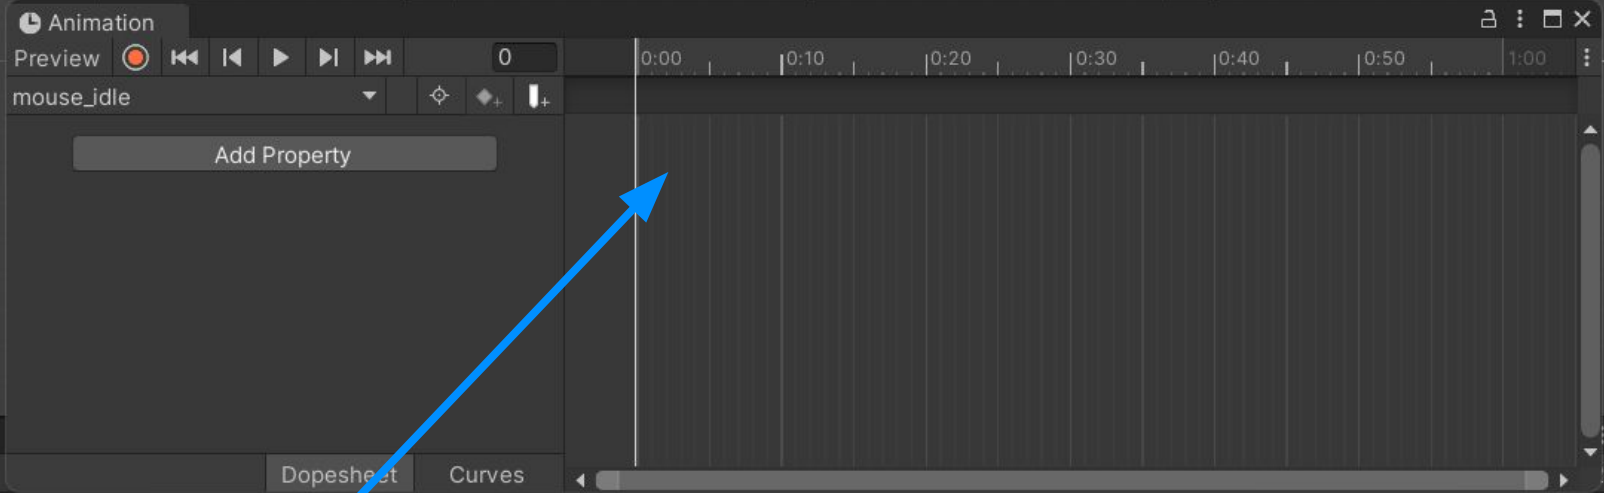 Animation
Preview 0 0:00 0:10 0:20 0:30 0:40 0:50 1:00
mouse_idle
Add Property
Dopesheet Curves